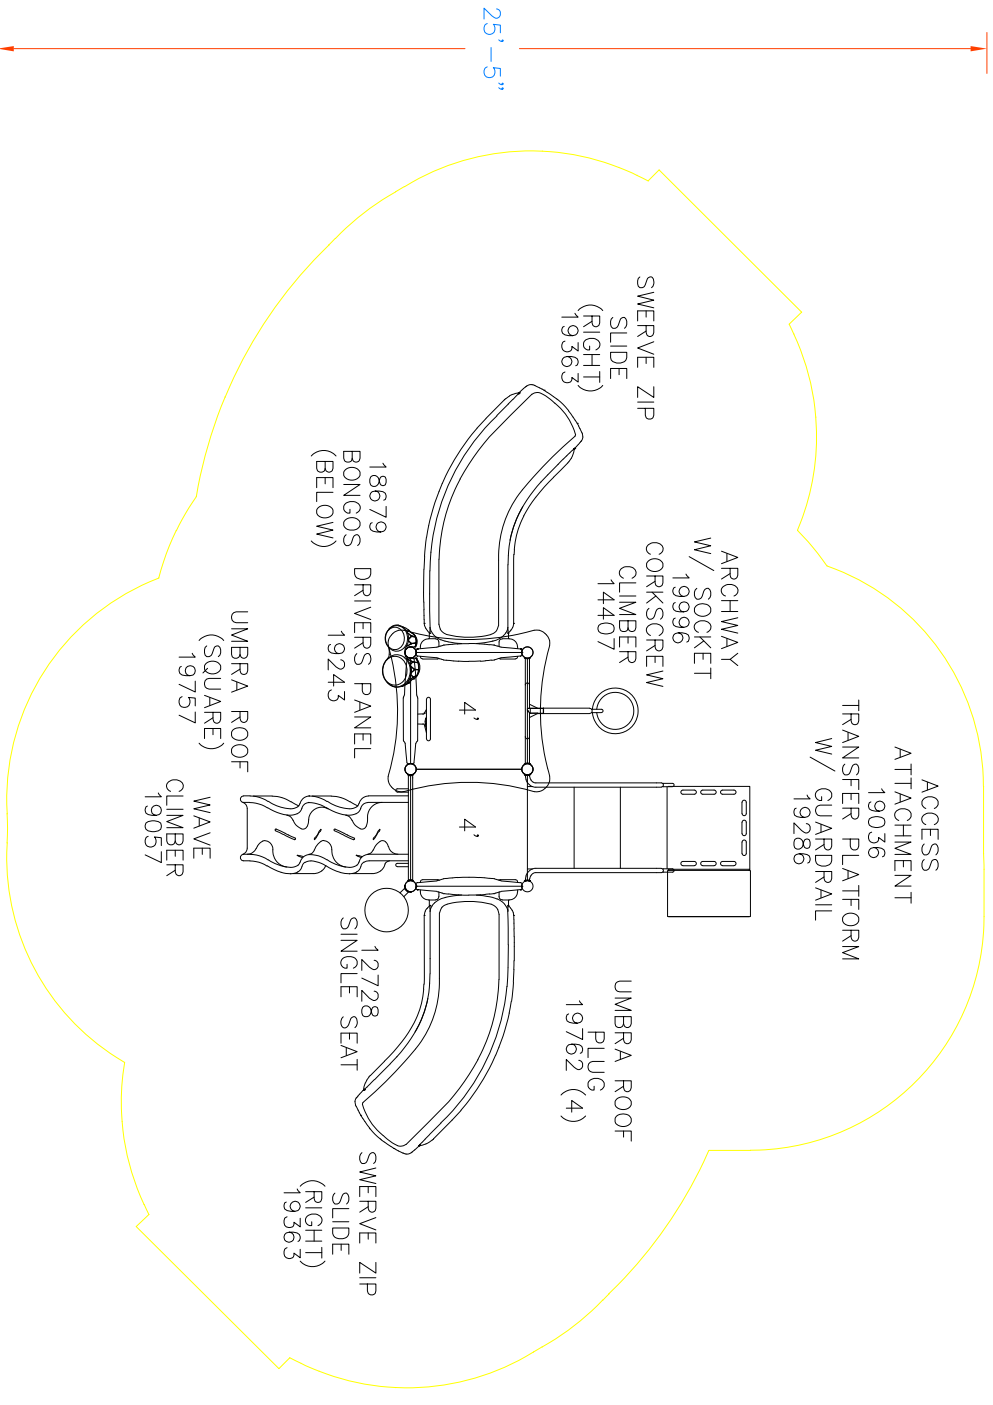 25'-5"
ACCESS
ATTACHMENT
19036
TRANSFER PLATFORM
W/ GUARDRAIL
19286
ARCHWAY
W/ SOCKET
19996
CORKSCREW
CLIMBER
14407
SWERVE ZIP
SLIDE
(RIGHT)
19363
UMBRA ROOF
PLUG
19762 (4)
4'
4'
18679
BONGOS
(BELOW)
DRIVERS PANEL
19243
12728
SINGLE SEAT
SWERVE ZIP
SLIDE
(RIGHT)
19363
UMBRA ROOF
(SQUARE)
19757
WAVE
CLIMBER
19057